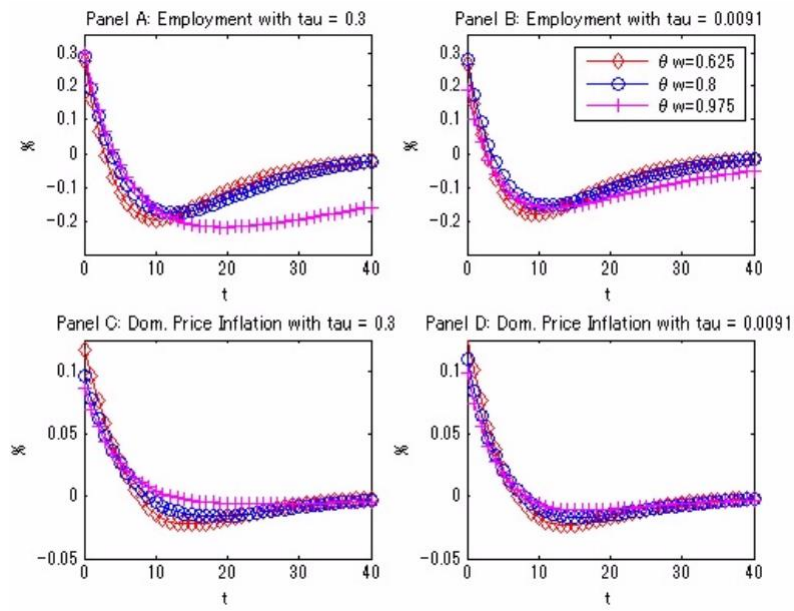 Panel A: Employment with tau = 0.3
Panel B: Employment with tau = 0.0091
0.3
0.2
0.1
0
-0.1
-0.2
%
0 10 20 30 40
t
0.3
0.2
0.1
0
-0.1
-0.2
%
θ w=0.625
θ w=0.8
θ w=0.975
0 10 20 30 40
t
Panel C: Dom. Price Inflation with tau = 0.3
Panel D: Dom. Price Inflation with tau = 0.0091
0.1
0.05
0
-0.05
%
0 10 20 30 40
t
0.1
0.05
0
-0.05
%
0 10 20 30 40
t